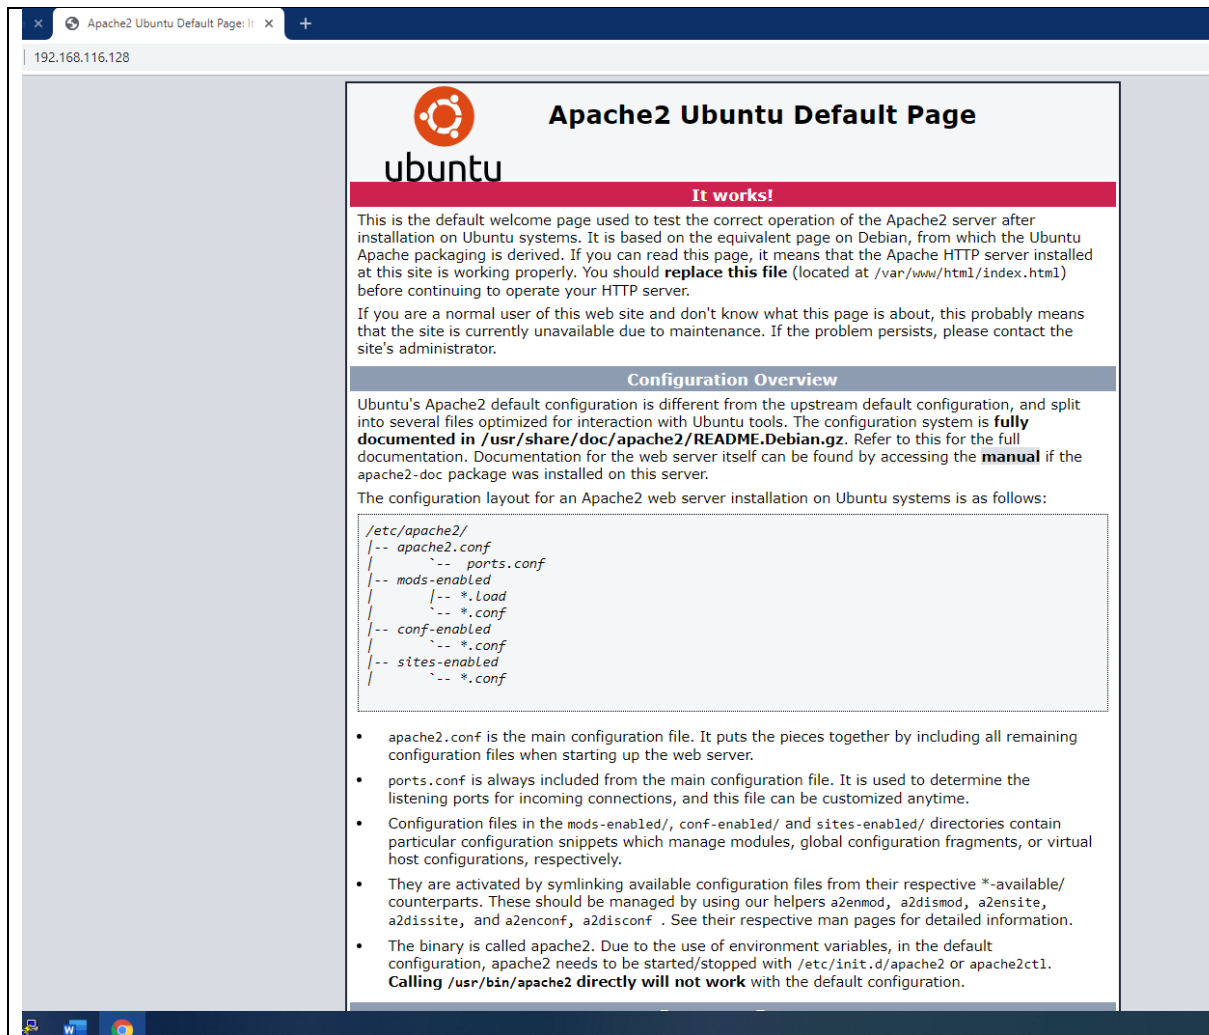 Apache2 Ubuntu Default Page: It
192.168.116.128
ubuntu
Apache2 Ubuntu Default Page
It works!
This is the default welcome page used to test the correct operation of the Apache2 server after
installation on Ubuntu systems. It is based on the equivalent page on Debian, from which the Ubuntu
Apache packaging is derived. If you can read this page, it means that the Apache HTTP server installed
at this site is working properly. You should replace this file (located at /var/www/html/index.html)
before continuing to operate your HTTP server.
If you are a normal user of this web site and don't know what this page is about, this probably means
that the site is currently unavailable due to maintenance. If the problem persists, please contact the
site's administrator.
Configuration Overview
Ubuntu's Apache2 default configuration is different from the upstream default configuration, and split
into several files optimized for interaction with Ubuntu tools. The configuration system is fully
documented in /usr/share/doc/apache2/README.Debian.gz. Refer to this for the full
documentation. Documentation for the web server itself can be found by accessing the manual if the
apache2-doc package was installed on this server.
The configuration layout for an Apache2 web server installation on Ubuntu systems is as follows:
/etc/apache2/
|-- apache2.conf
|       `--  ports.conf
|-- mods-enabled
|       |-- *.load
|       `-- *.conf
|-- conf-enabled
|       `-- *.conf
|-- sites-enabled
|       `-- *.conf
• apache2.conf is the main configuration file. It puts the pieces together by including all remaining
configuration files when starting up the web server.
• ports.conf is always included from the main configuration file. It is used to determine the
listening ports for incoming connections, and this file can be customized anytime.
• Configuration files in the mods-enabled/, conf-enabled/ and sites-enabled/ directories contain
particular configuration snippets which manage modules, global configuration fragments, or virtual
host configurations, respectively.
• They are activated by symlinking available configuration files from their respective *-available/
counterparts. These should be managed by using our helpers a2enmod, a2dismod, a2ensite,
a2dissite, and a2enconf, a2disconf . See their respective man pages for detailed information.
• The binary is called apache2. Due to the use of environment variables, in the default
configuration, apache2 needs to be started/stopped with /etc/init.d/apache2 or apache2ctl.
Calling /usr/bin/apache2 directly will not work with the default configuration.